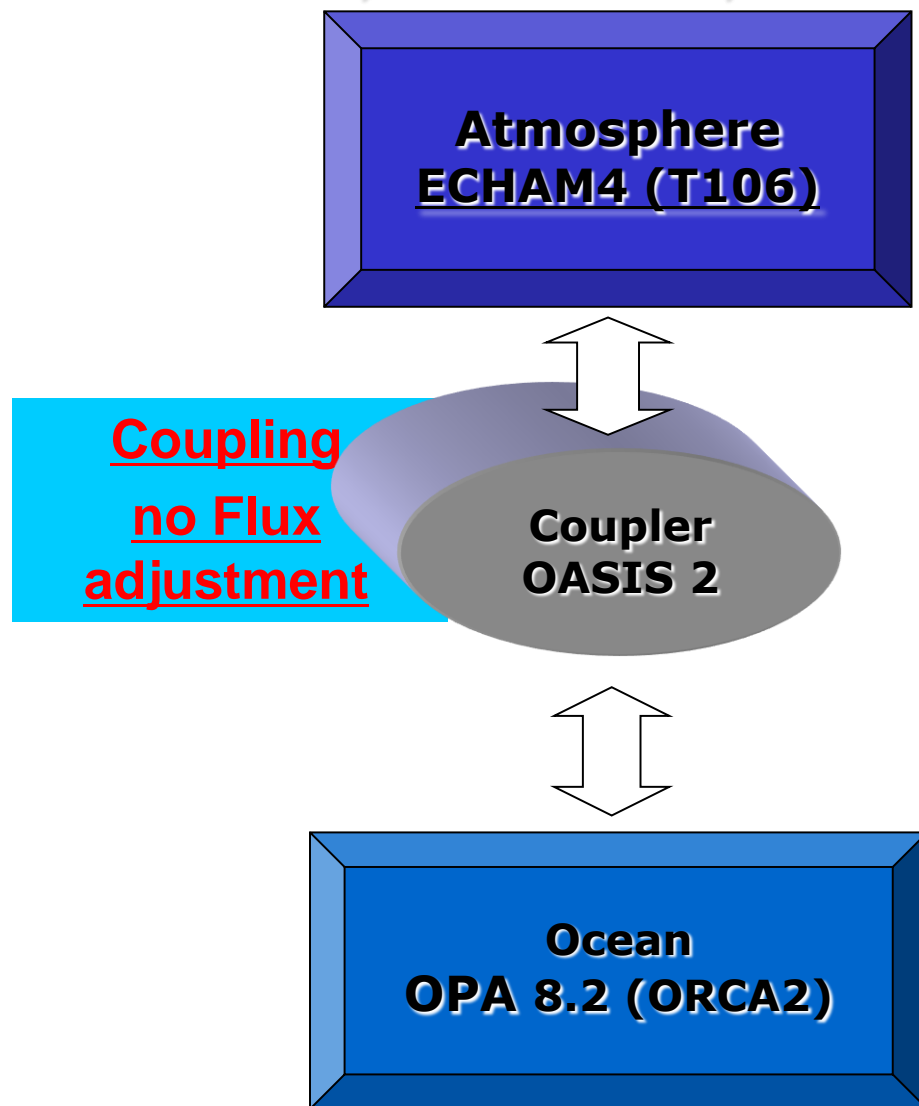 Atmosphere
ECHAM4 (T106)
Coupling
no Flux
adjustment
Coupler
OASIS 2
Ocean
OPA 8.2 (ORCA2)